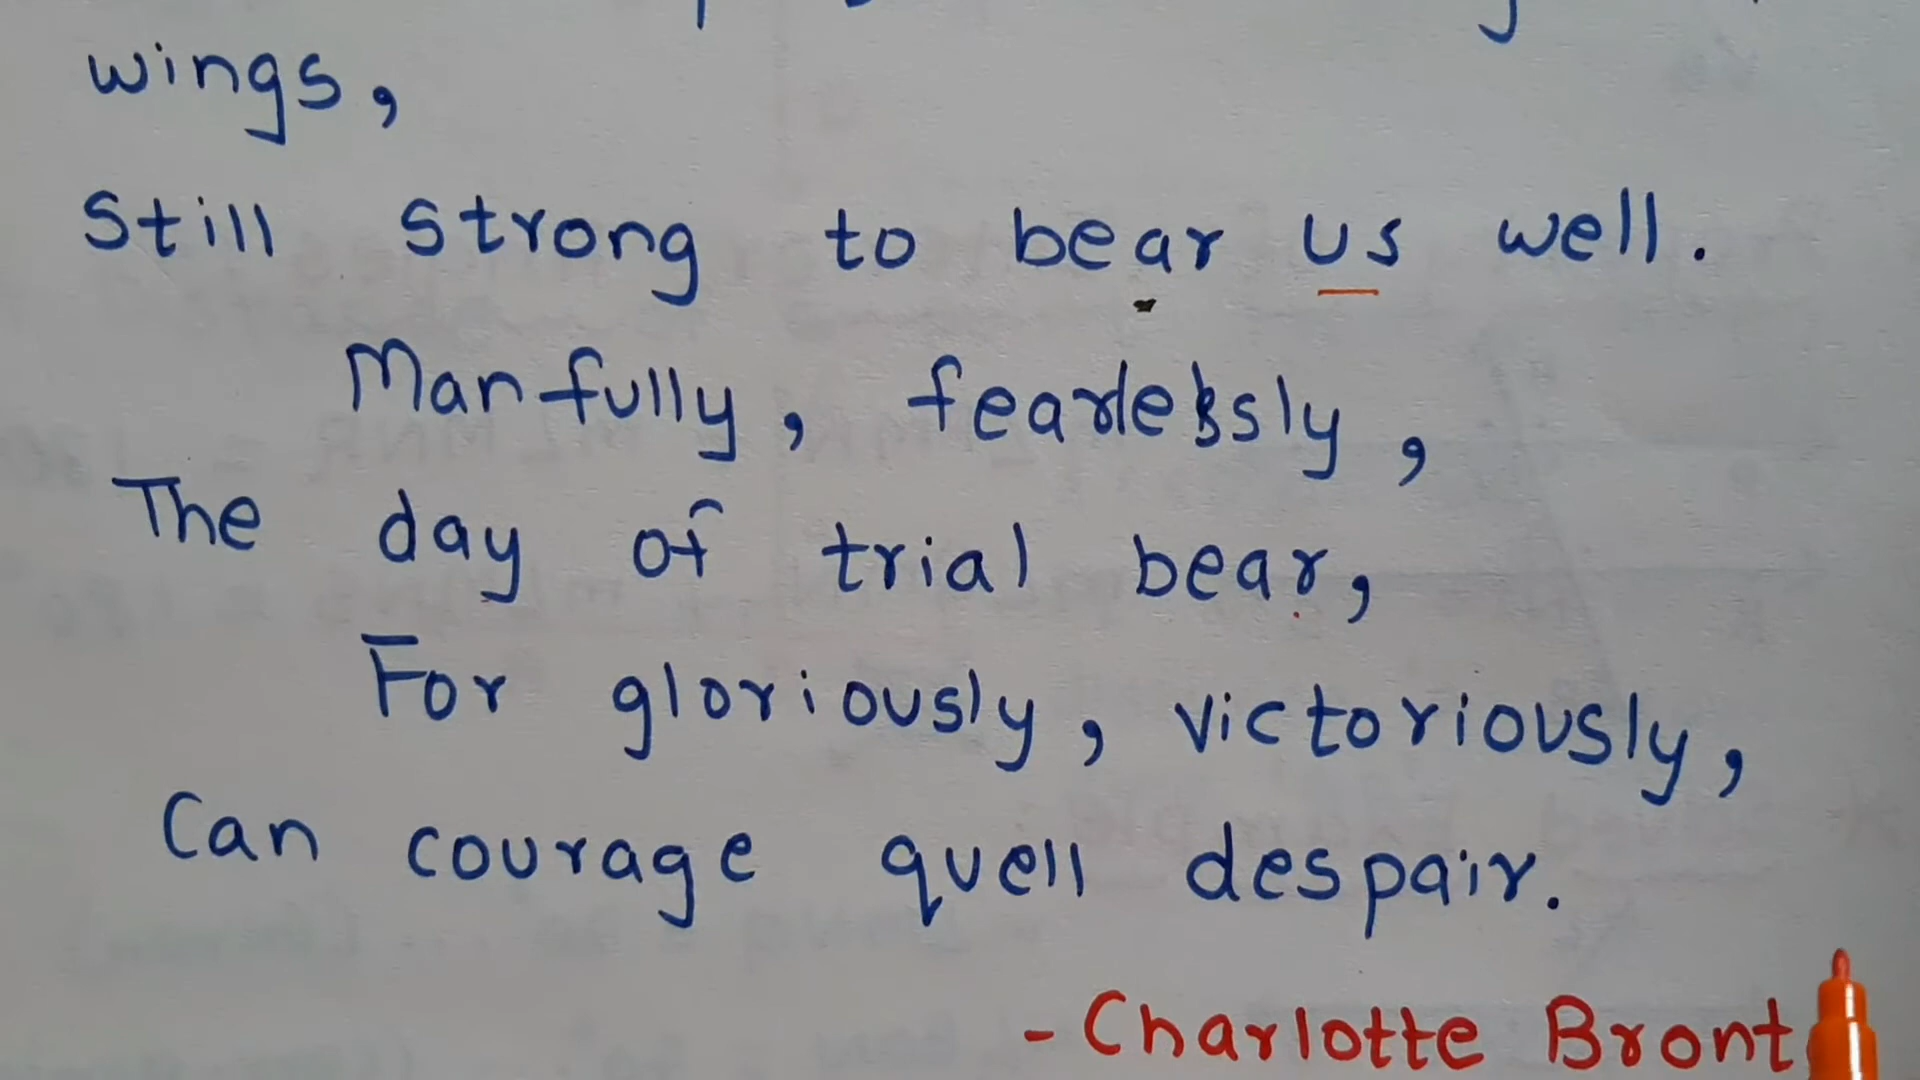 wings,
Still strong to bear us well.
Manfully, fearlessly,
The day of trial bear,
For gloriously, victoriously,
Can courage quell despair.
- Charlotte Bront